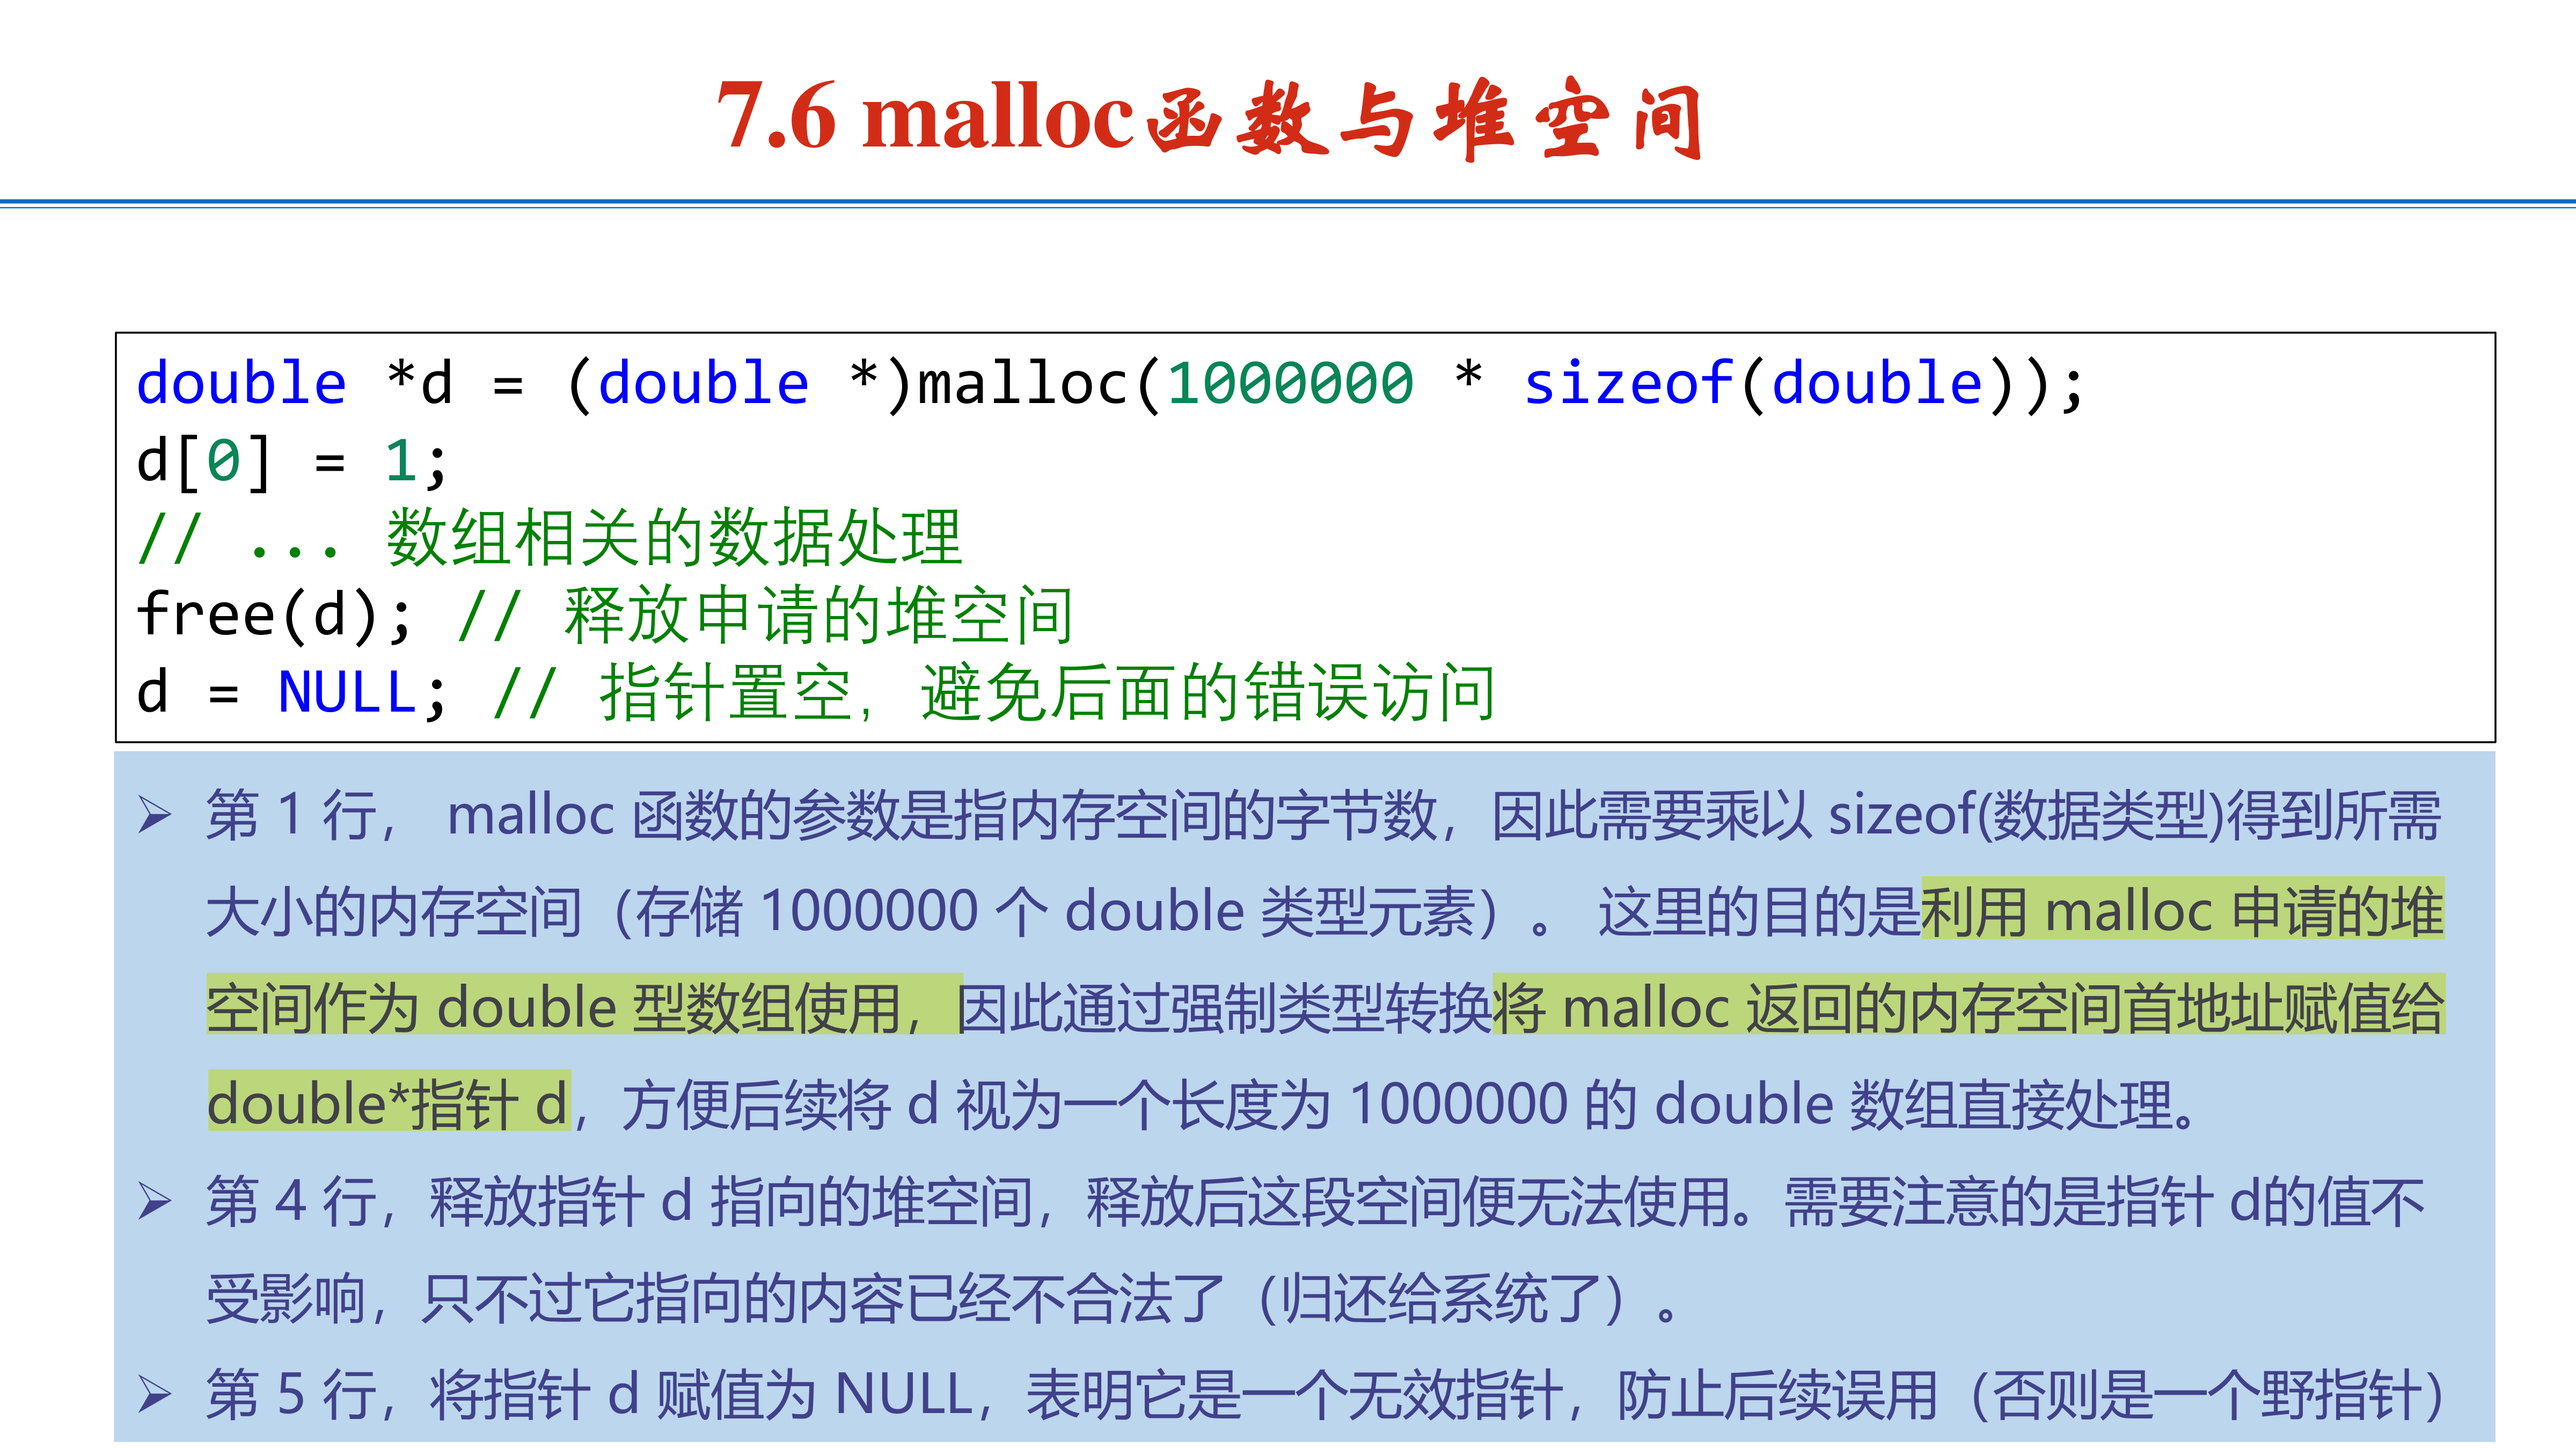 7.6 malloc函数与堆空间
double *d = (double *)malloc(1000000 * sizeof(double));
d[0] = 1;
// ... 数组相关的数据处理
free(d); // 释放申请的堆空间
d = NULL; // 指针置空，避免后面的错误访问
➢ 第 1 行， malloc 函数的参数是指内存空间的字节数，因此需要乘以 sizeof(数据类型)得到所需
大小的内存空间（存储 1000000 个 double 类型元素）。 这里的目的是利用 malloc 申请的堆
空间作为 double 型数组使用，因此通过强制类型转换将 malloc 返回的内存空间首地址赋值给
double*指针 d，方便后续将 d 视为一个长度为 1000000 的 double 数组直接处理。
➢ 第 4 行，释放指针 d 指向的堆空间，释放后这段空间便无法使用。需要注意的是指针 d的值不
受影响，只不过它指向的内容已经不合法了（归还给系统了）。
➢ 第 5 行，将指针 d 赋值为 NULL，表明它是一个无效指针，防止后续误用（否则是一个野指针）